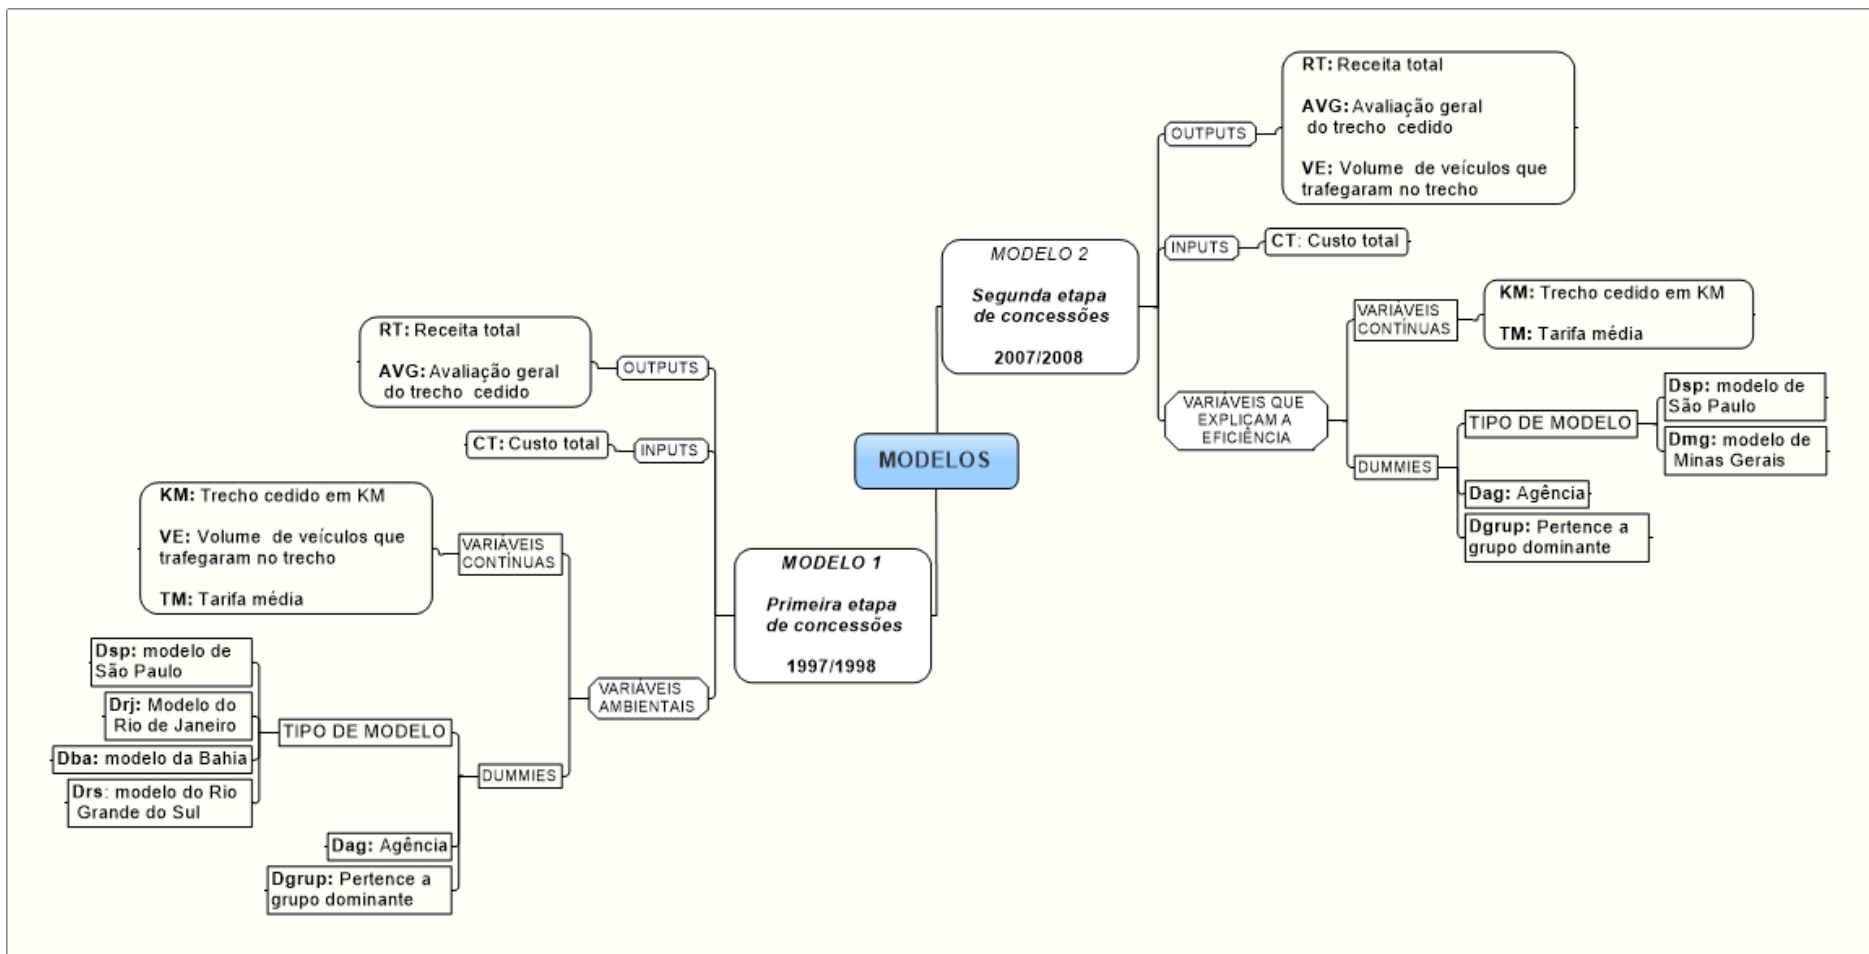 MODELOS
MODELO 2
Segunda etapa
de concessões
2007/2008
OUTPUTS
RT: Receita total
AVG: Avaliação geral
do trecho cedido
VE: Volume de veículos que
trafegaram no trecho
INPUTS
CT: Custo total
VARIÁVEIS QUE
EXPLICAM A
EFICIÊNCIA
VARIÁVEIS
CONTÍNUAS
KM: Trecho cedido em KM
TM: Tarifa média
DUMMIES
TIPO DE MODELO
Dsp: modelo de
São Paulo
Dmg: modelo de
Minas Gerais
Dag: Agência
Dgrup: Pertence a
grupo dominante
MODELO 1
Primeira etapa
de concessões
1997/1998
OUTPUTS
RT: Receita total
AVG: Avaliação geral
do trecho cedido
INPUTS
CT: Custo total
VARIÁVEIS
AMBIENTAIS
VARIÁVEIS
CONTÍNUAS
KM: Trecho cedido em KM
VE: Volume de veículos que
trafegaram no trecho
TM: Tarifa média
DUMMIES
TIPO DE MODELO
Dsp: modelo de
São Paulo
Drj: Modelo do
Rio de Janeiro
Dba: modelo da Bahia
Drs: modelo do Rio
Grande do Sul
Dag: Agência
Dgrup: Pertence a
grupo dominante